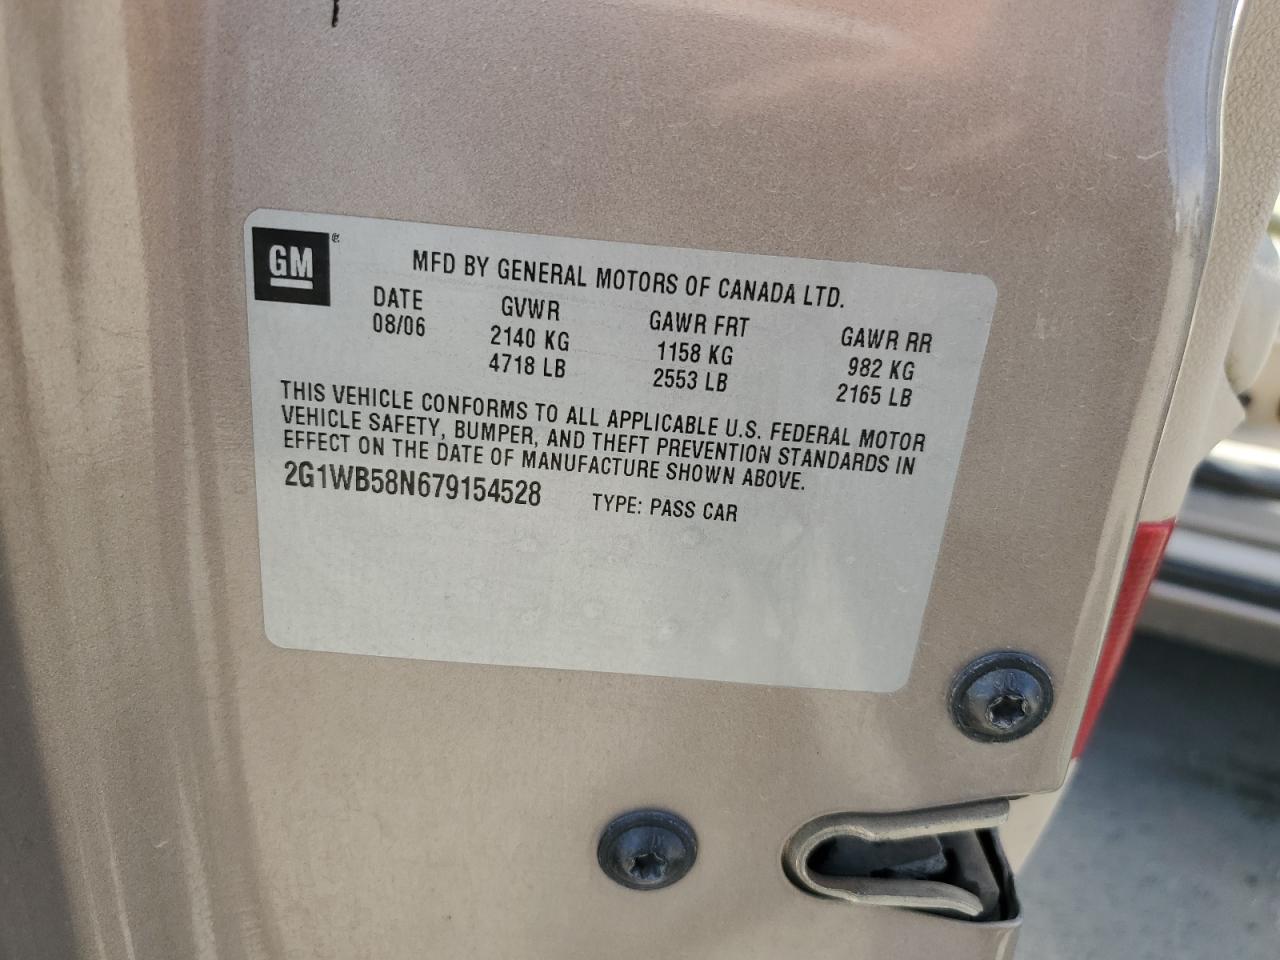 GM ®
MFD BY GENERAL MOTORS OF CANADA LTD.
DATE GVWR GAWR FRT GAWR RR
08/06 2140 KG 1158 KG 982 KG
4718 LB 2553 LB 2165 LB
THIS VEHICLE CONFORMS TO ALL APPLICABLE U.S. FEDERAL MOTOR
VEHICLE SAFETY, BUMPER, AND THEFT PREVENTION STANDARDS IN
EFFECT ON THE DATE OF MANUFACTURE SHOWN ABOVE.
2G1WB58N679154528 TYPE: PASS CAR